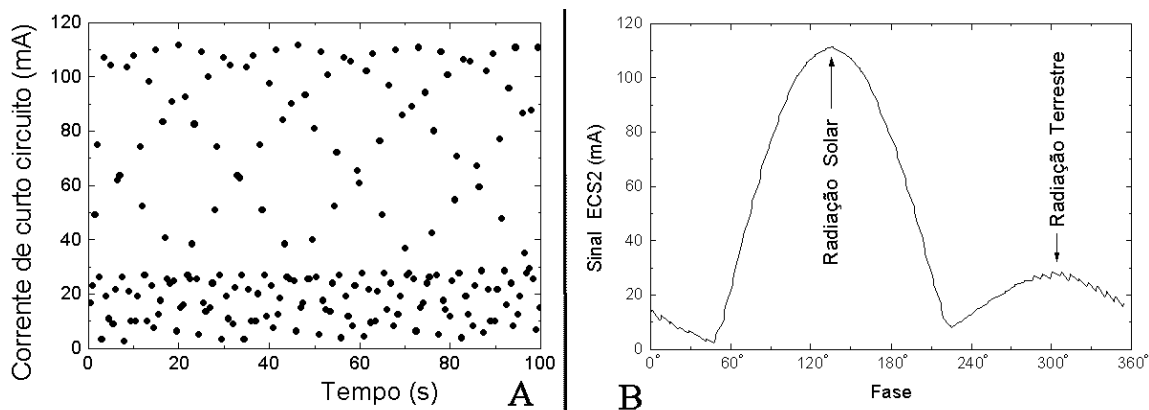 Corrente de curto circuito (mA)
120
100
80
60
40
20
0
0 20 40 60 80 100
Tempo (s)
A
Sinal ECS2 (mA)
120
100
80
60
40
20
0
Radiação Solar
Radiação Terrestre
0° 60° 120° 180° 240° 300° 360°
Fase
B